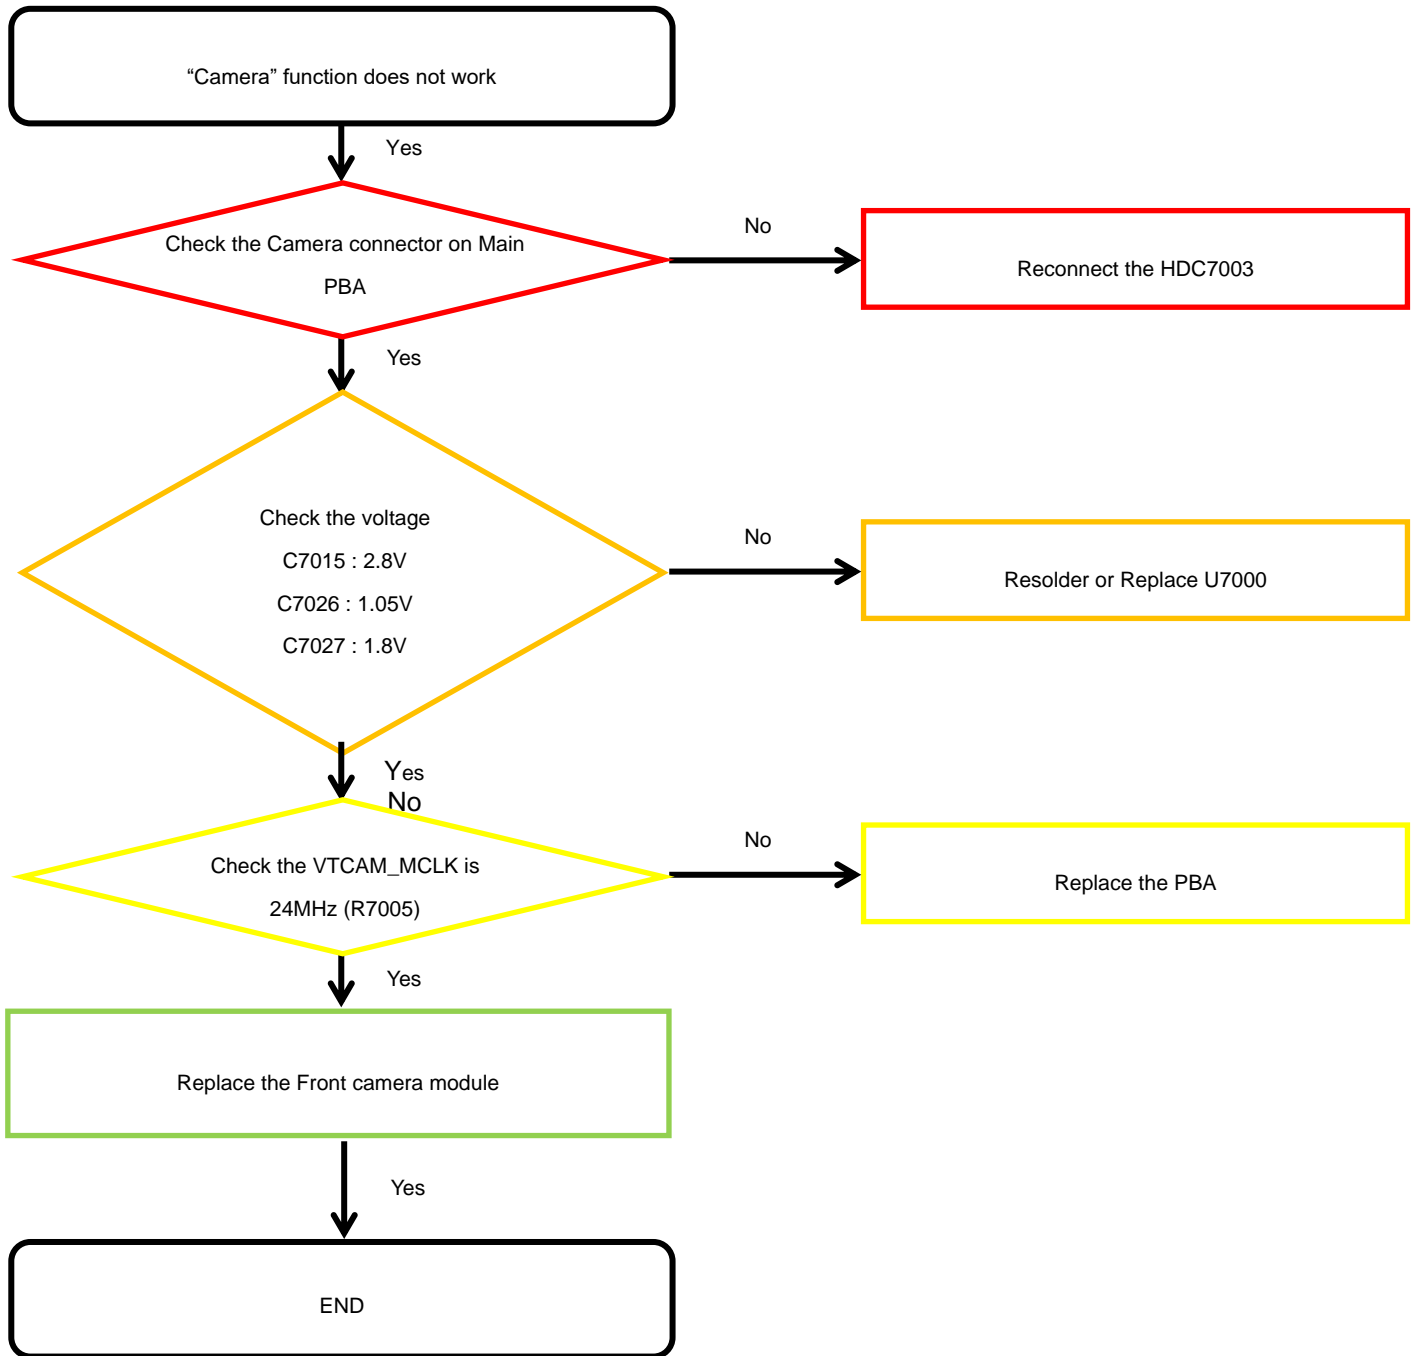 “Camera” function does not work
Yes
Check the Camera connector on Main
PBA
No
Reconnect the HDC7003
Yes
Check the voltage
C7015 : 2.8V
C7026 : 1.05V
C7027 : 1.8V
No
Resolder or Replace U7000
Yes
No
Check the VTCAM_MCLK is
24MHz (R7005)
No
Replace the PBA
Yes
Replace the Front camera module
Yes
END